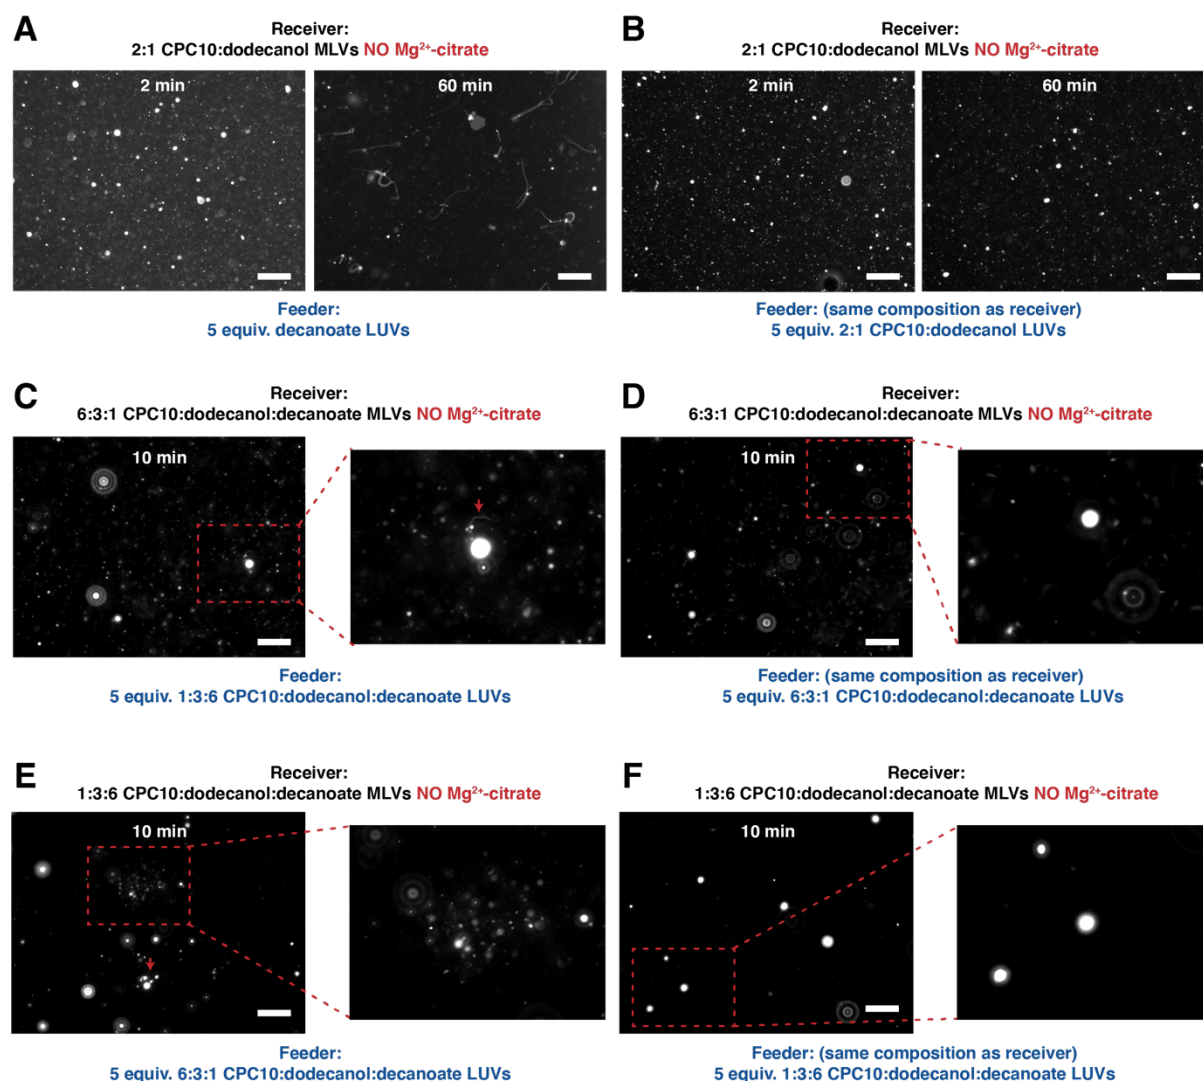 A
Receiver:
2:1 CPC10:dodecanol MLVs NO Mg²⁺-citrate
2 min
60 min
Feeder:
5 equiv. decanoate LUVs
B
Receiver:
2:1 CPC10:dodecanol MLVs NO Mg²⁺-citrate
2 min
60 min
Feeder: (same composition as receiver)
5 equiv. 2:1 CPC10:dodecanol LUVs
C
Receiver:
6:3:1 CPC10:dodecanol:decanoate MLVs NO Mg²⁺-citrate
10 min
Feeder:
5 equiv. 1:3:6 CPC10:dodecanol:decanoate LUVs
D
Receiver:
6:3:1 CPC10:dodecanol:decanoate MLVs NO Mg²⁺-citrate
10 min
Feeder: (same composition as receiver)
5 equiv. 6:3:1 CPC10:dodecanol:decanoate LUVs
E
Receiver:
1:3:6 CPC10:dodecanol:decanoate MLVs NO Mg²⁺-citrate
10 min
Feeder:
5 equiv. 6:3:1 CPC10:dodecanol:decanoate LUVs
F
Receiver:
1:3:6 CPC10:dodecanol:decanoate MLVs NO Mg²⁺-citrate
10 min
Feeder: (same composition as receiver)
5 equiv. 1:3:6 CPC10:dodecanol:decanoate LUVs